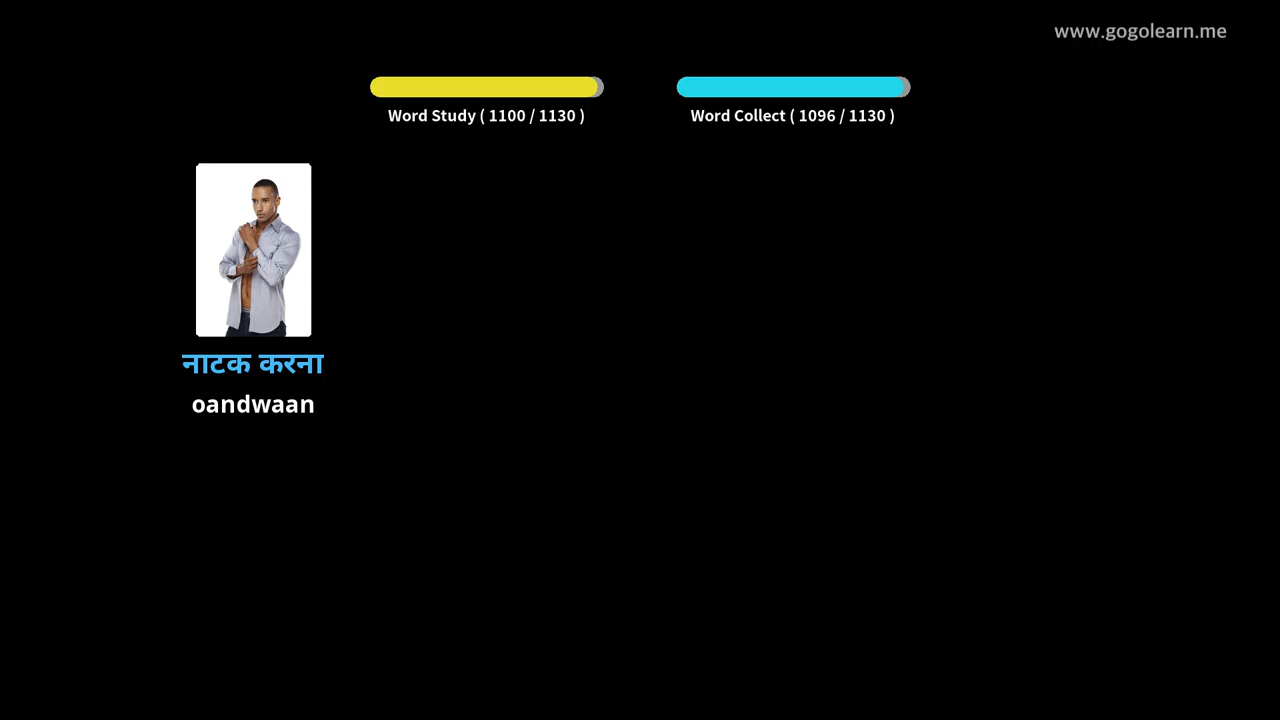 www.gogolearn.me
Word Study ( 1100 / 1130 )
Word Collect ( 1096 / 1130 )
नाटक करना
oandwaan